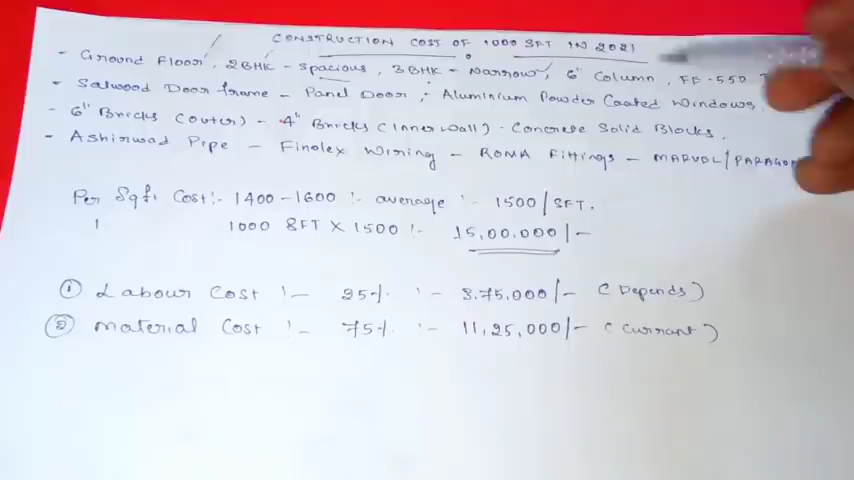 CONSTRUCTION COST OF 1000 SFT IN 2021
- Ground Floor, 2BHK - Spacious, 3BHK - Narrow, 6" Column, FE-550
- Salwood Door frame - Panel Door, - Aluminium Powder Coated Windows,
- 6" Bricks (Outer) - 4" Bricks (Inner wall) - Concrete Solid Blocks.
- Ashirwad Pipe - Finolex Wiring - ROMA Fittings - MARVEL/PARAGON
Per Sqft Cost :- 1400 - 1600 :- average :- 1500/SFT.
1 1000 SFT X 1500 :- 15,00,000/-
① Labour Cost :- 25% :- 3,75,000/- (Depends)
② Material Cost :- 75% :- 11,25,000/- (Currant)